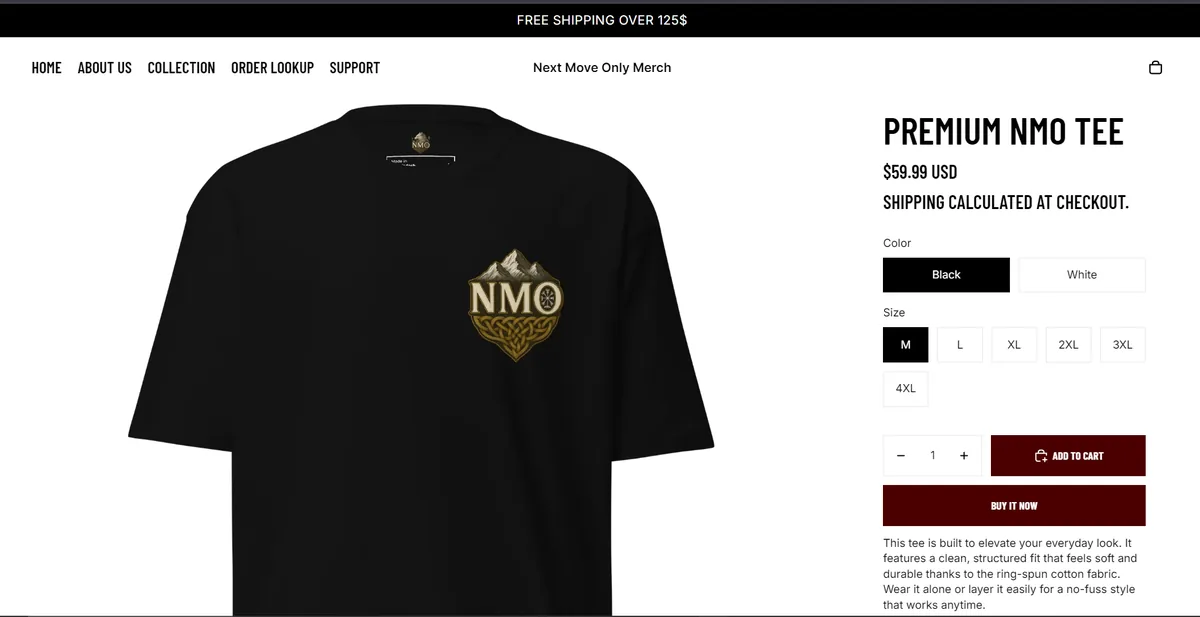 FREE SHIPPING OVER 125$
HOME ABOUT US COLLECTION ORDER LOOKUP SUPPORT
Next Move Only Merch
NMO
NMO
PREMIUM NMO TEE
$59.99 USD
SHIPPING CALCULATED AT CHECKOUT.
Color
Black White
Size
M L XL 2XL 3XL
4XL
− 1 +
ADD TO CART
BUY IT NOW
This tee is built to elevate your everyday look. It
features a clean, structured fit that feels soft and
durable thanks to the ring-spun cotton fabric.
Wear it alone or layer it easily for a no-fuss style
that works anytime.